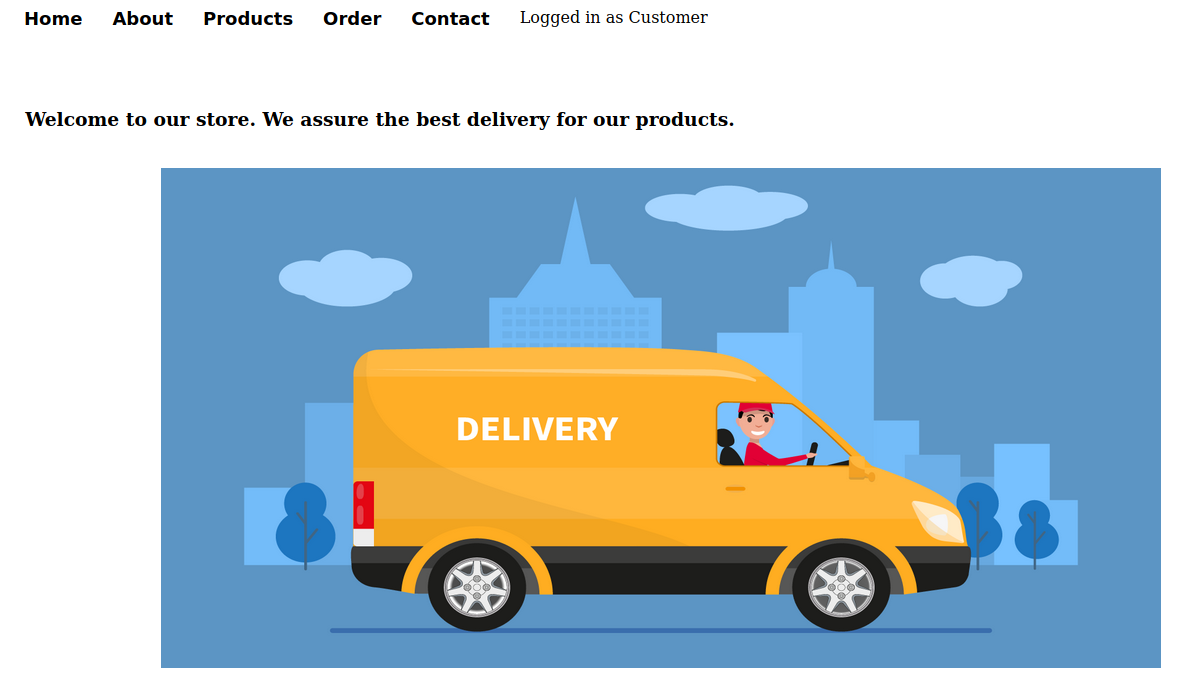 Home About Products Order Contact Logged in as Customer
Welcome to our store. We assure the best delivery for our products.
DELIVERY